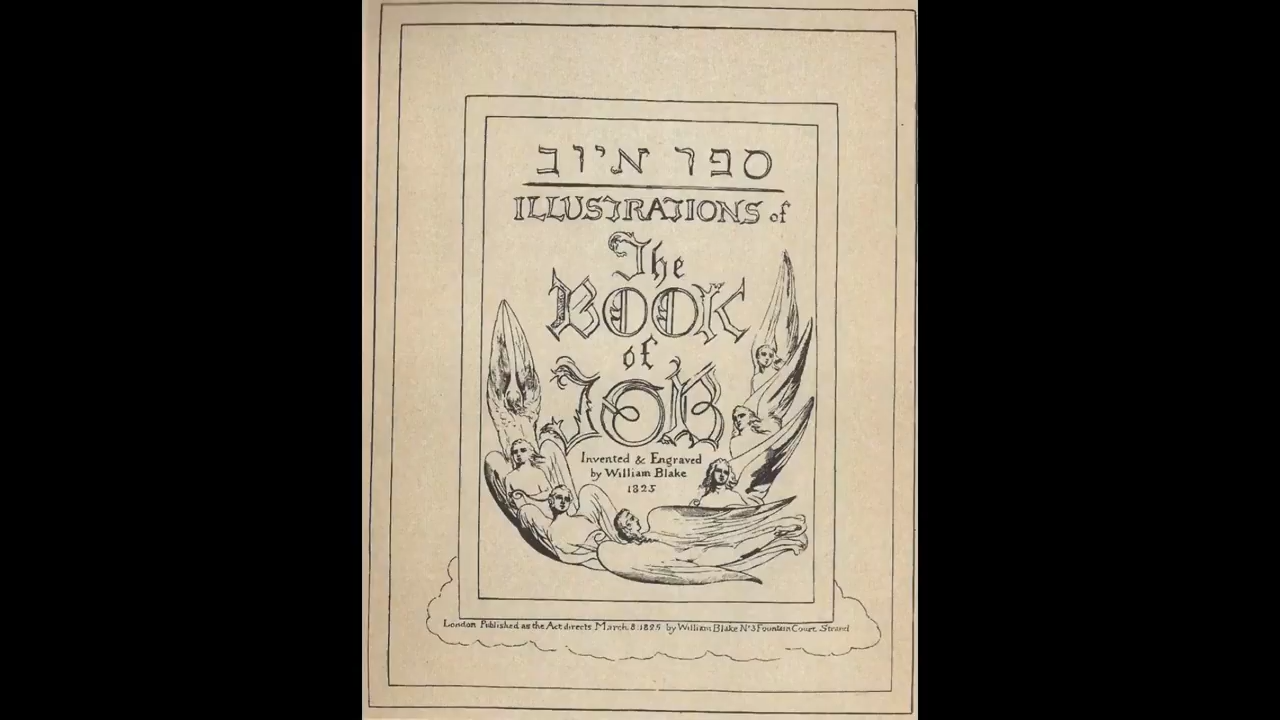 ספר איוב
ILLUSTRATIONS of
The
BOOK
of
JOB
Invented & Engraved
by William Blake
1825
London Published as the Act directs March 8: 1825 by William Blake N°3 Fountain Court Strand